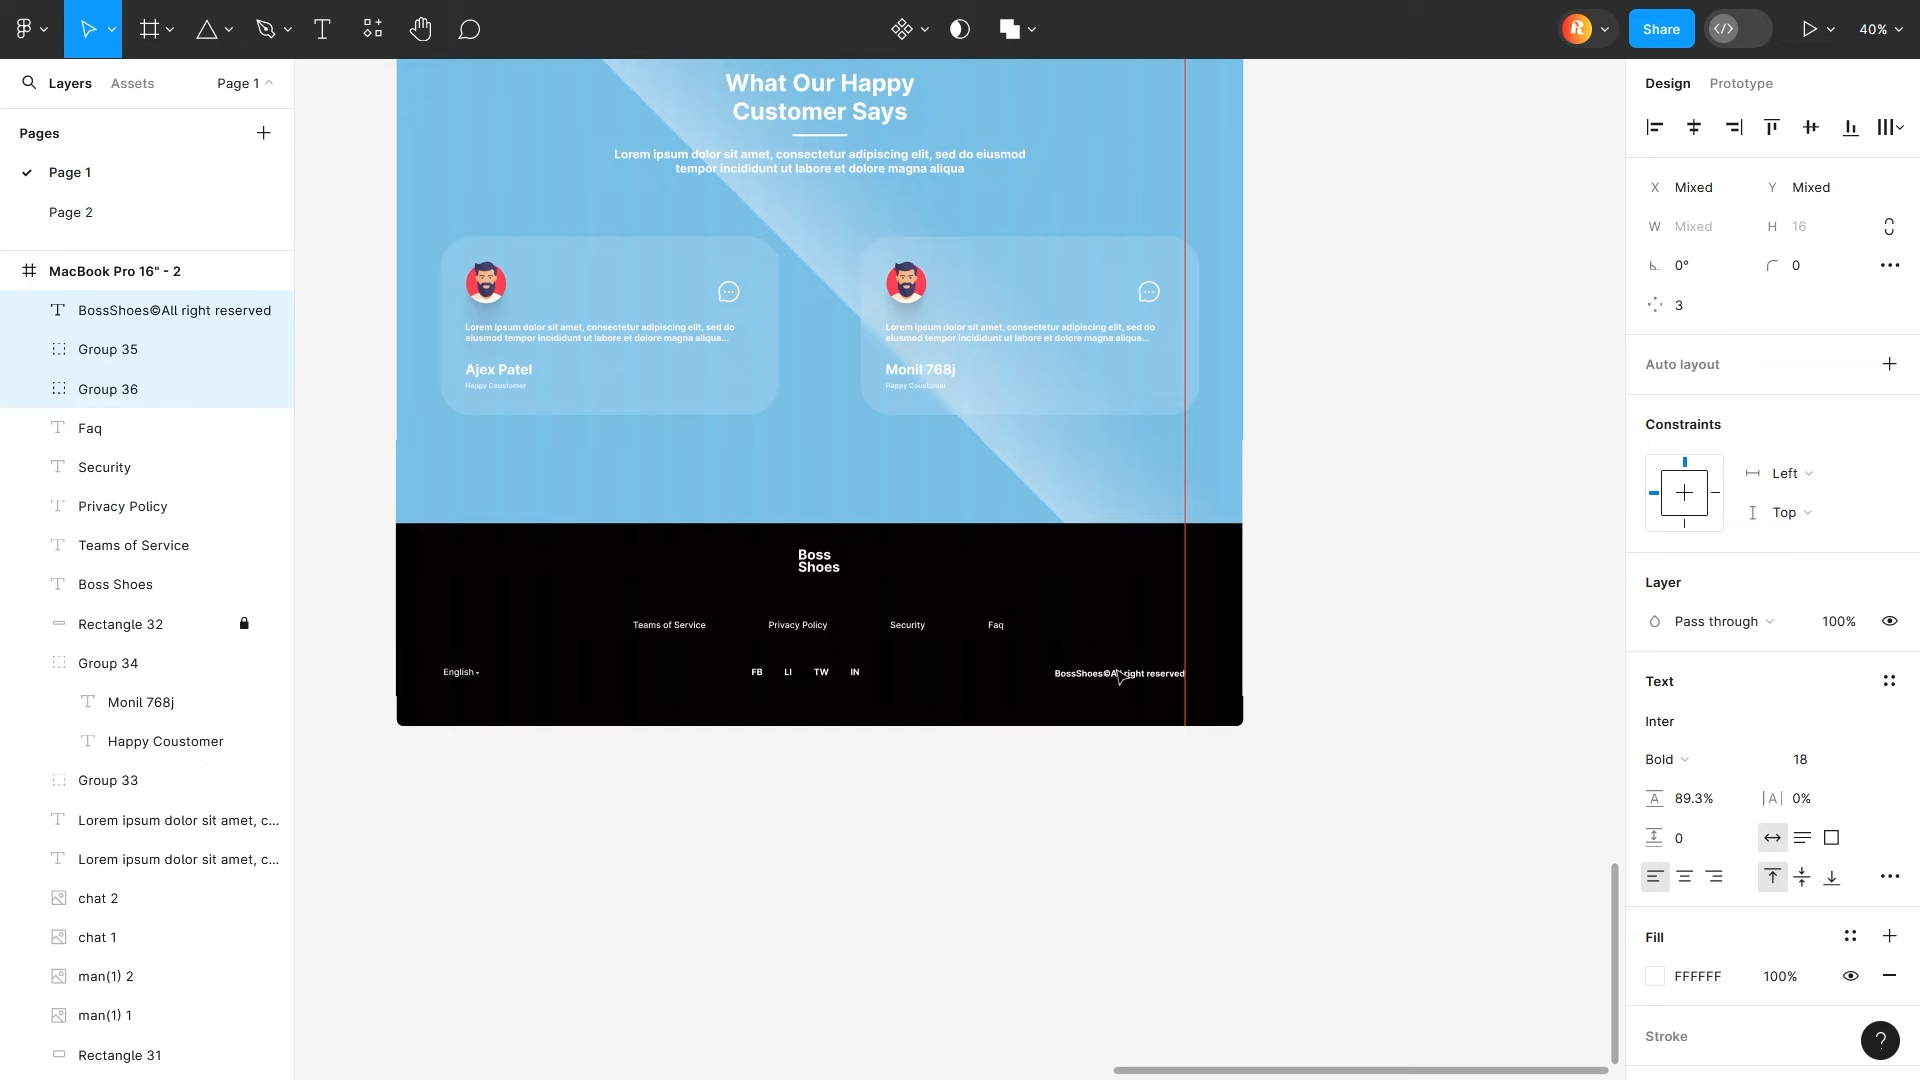 Share
40%
Layers
Assets
Page 1
Pages
Page 1
Page 2
MacBook Pro 16" - 2
BossShoes©All right reserved
Group 35
Group 36
Faq
Security
Privacy Policy
Teams of Service
Boss Shoes
Rectangle 32
Group 34
Monil 768j
Happy Coustomer
Group 33
Lorem ipsum dolor sit amet, c...
Lorem ipsum dolor sit amet, c...
chat 2
chat 1
man(1) 2
man(1) 1
Rectangle 31
What Our Happy
Customer Says
Lorem ipsum dolor sit amet, consectetur adipiscing elit, sed do eiusmod
tempor incididunt ut labore et dolore magna aliqua
Lorem ipsum dolor sit amet, consectetur adipiscing elit, sed do
eiusmod tempor incididunt ut labore et dolore magna aliqua...
Ajex Patel
Happy Coustomer
Lorem ipsum dolor sit amet, consectetur adipiscing elit, sed do
eiusmod tempor incididunt ut labore et dolore magna aliqua...
Monil 768j
Happy Coustomer
Boss
Shoes
Teams of Service
Privacy Policy
Security
Faq
English
FB
LI
TW
IN
BossShoes©All right reserved
Design
Prototype
X Mixed
Y Mixed
W Mixed
H 16
0°
0
3
Auto layout
Constraints
Left
Top
Layer
Pass through
100%
Text
Inter
Bold
18
89.3%
|A| 0%
0
Fill
FFFFFF
100%
Stroke
?